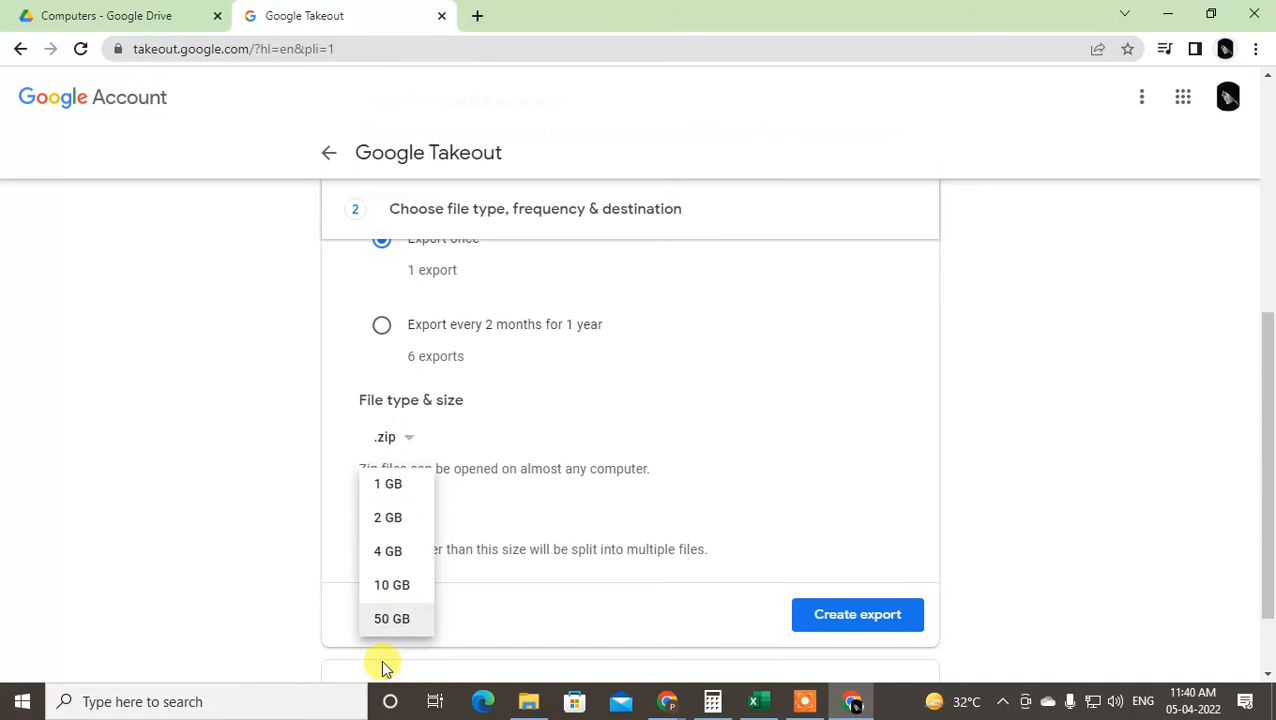 Computers - Google Drive
Google Takeout
takeout.google.com/?hl=en&pli=1
Google Account
Google Takeout
2 Choose file type, frequency & destination
Export once
1 export
Export every 2 months for 1 year
6 exports
File type & size
.zip
Zip files can be opened on almost any computer.
1 GB
2 GB
4 GB
than this size will be split into multiple files.
10 GB
50 GB
Create export
Type here to search
32°C
ENG
11:40 AM
05-04-2022